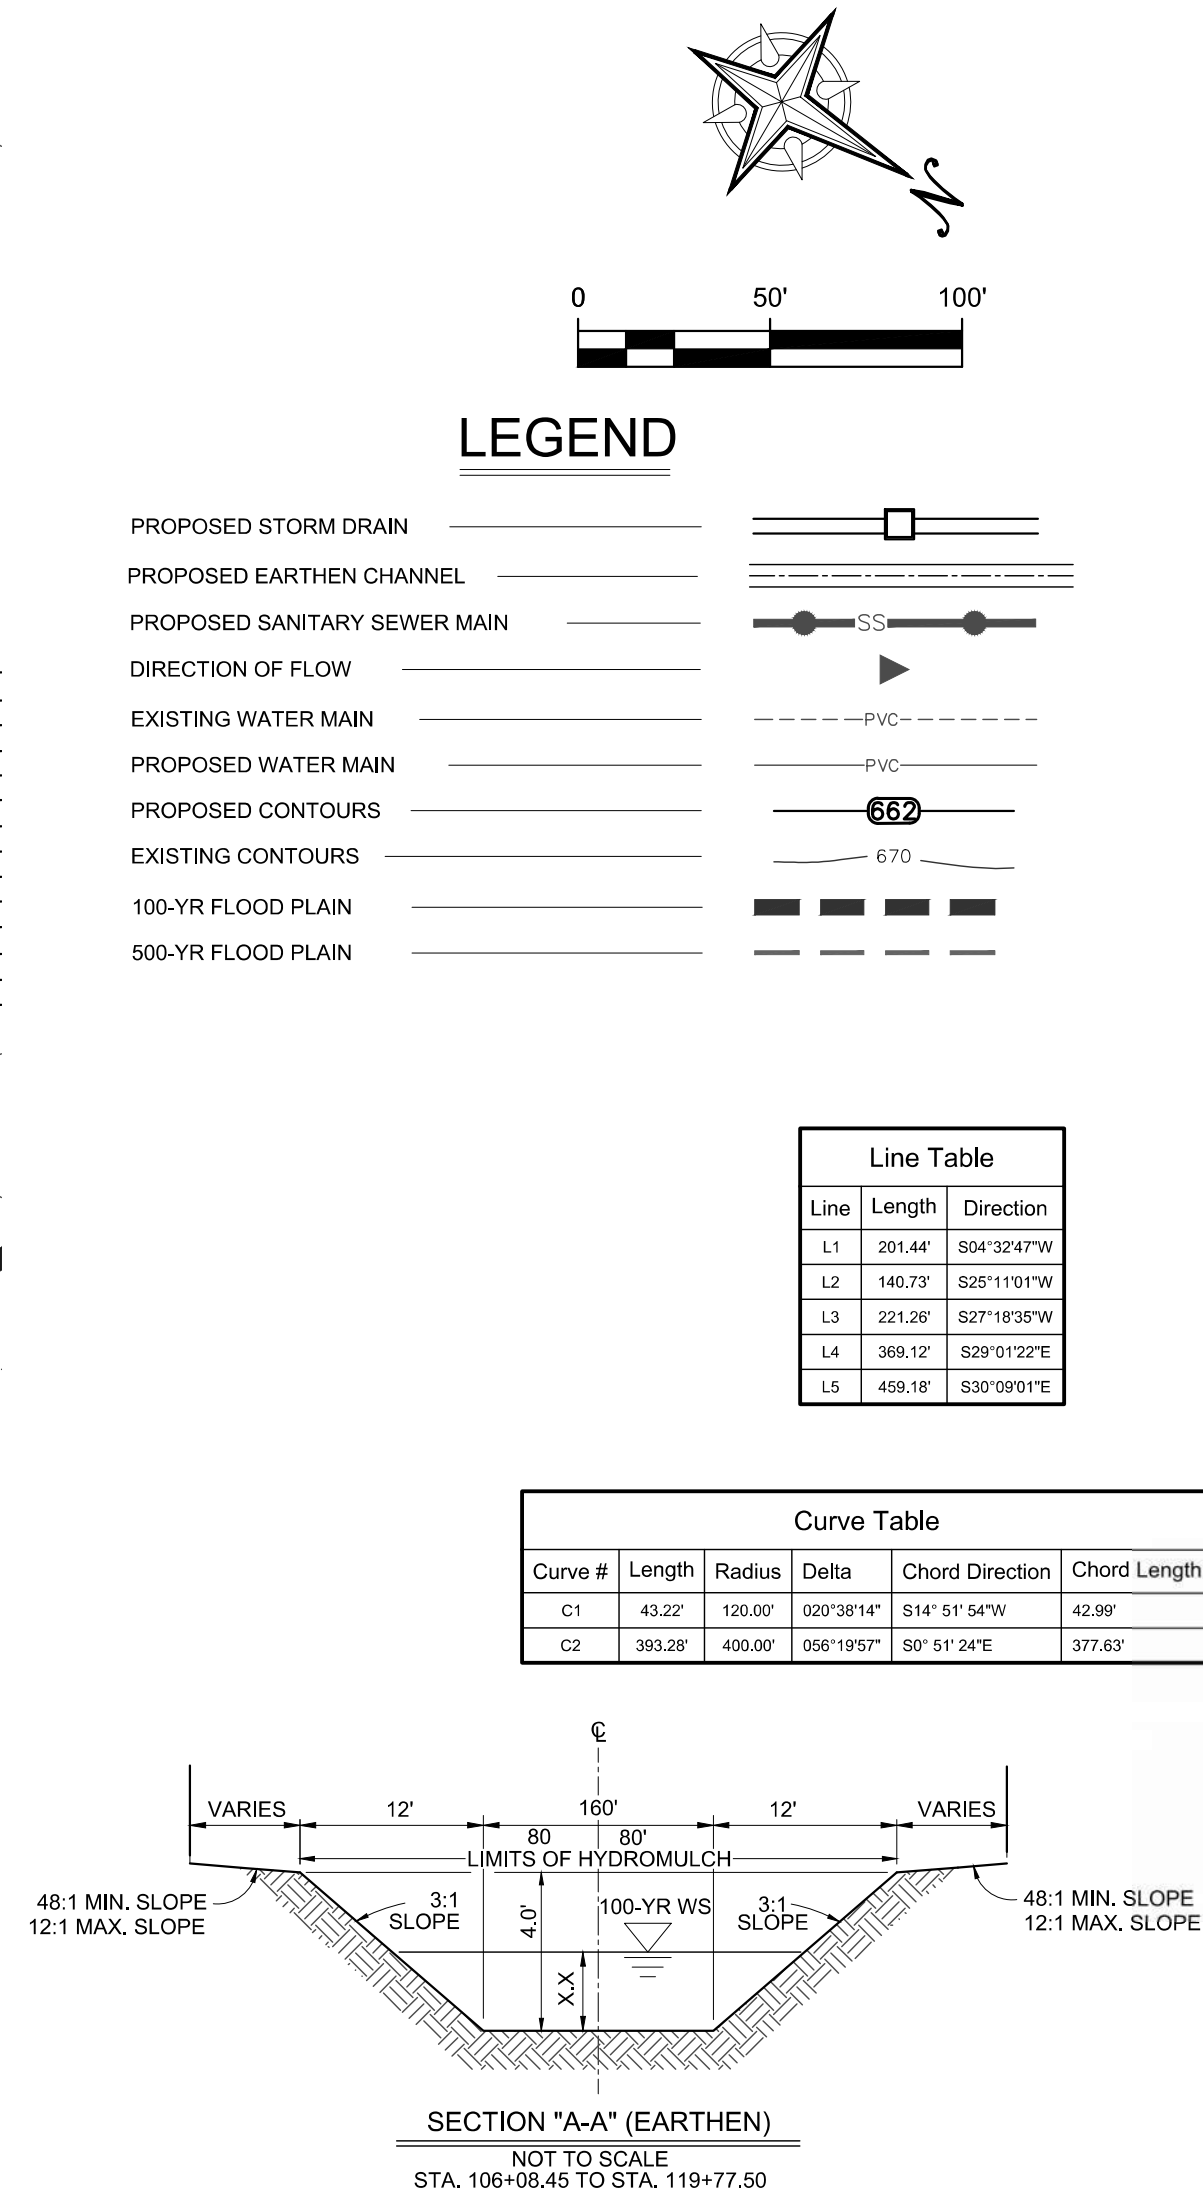 N
0 50' 100'
LEGEND
PROPOSED STORM DRAIN
PROPOSED EARTHEN CHANNEL
PROPOSED SANITARY SEWER MAIN SS
DIRECTION OF FLOW
EXISTING WATER MAIN PVC
PROPOSED WATER MAIN PVC
PROPOSED CONTOURS 662
EXISTING CONTOURS 670
100-YR FLOOD PLAIN
500-YR FLOOD PLAIN
Line Table
Line Length Direction
L1 201.44' S04°32'47"W
L2 140.73' S25°11'01"W
L3 221.26' S27°18'35"W
L4 369.12' S29°01'22"E
L5 459.18' S30°09'01"E
Curve Table
Curve # Length Radius Delta Chord Direction Chord Length
C1 43.22' 120.00' 020°38'14" S14° 51' 54"W 42.99'
C2 393.28' 400.00' 056°19'57" S0° 51' 24"E 377.63'
℄
VARIES 12' 160' 12' VARIES
80 80'
LIMITS OF HYDROMULCH
48:1 MIN. SLOPE
12:1 MAX. SLOPE
3:1
SLOPE
4.0'
100-YR WS
3:1
SLOPE
48:1 MIN. SLOPE
12:1 MAX. SLOPE
X.X
SECTION "A-A" (EARTHEN)
NOT TO SCALE
STA. 106+08.45 TO STA. 119+77.50